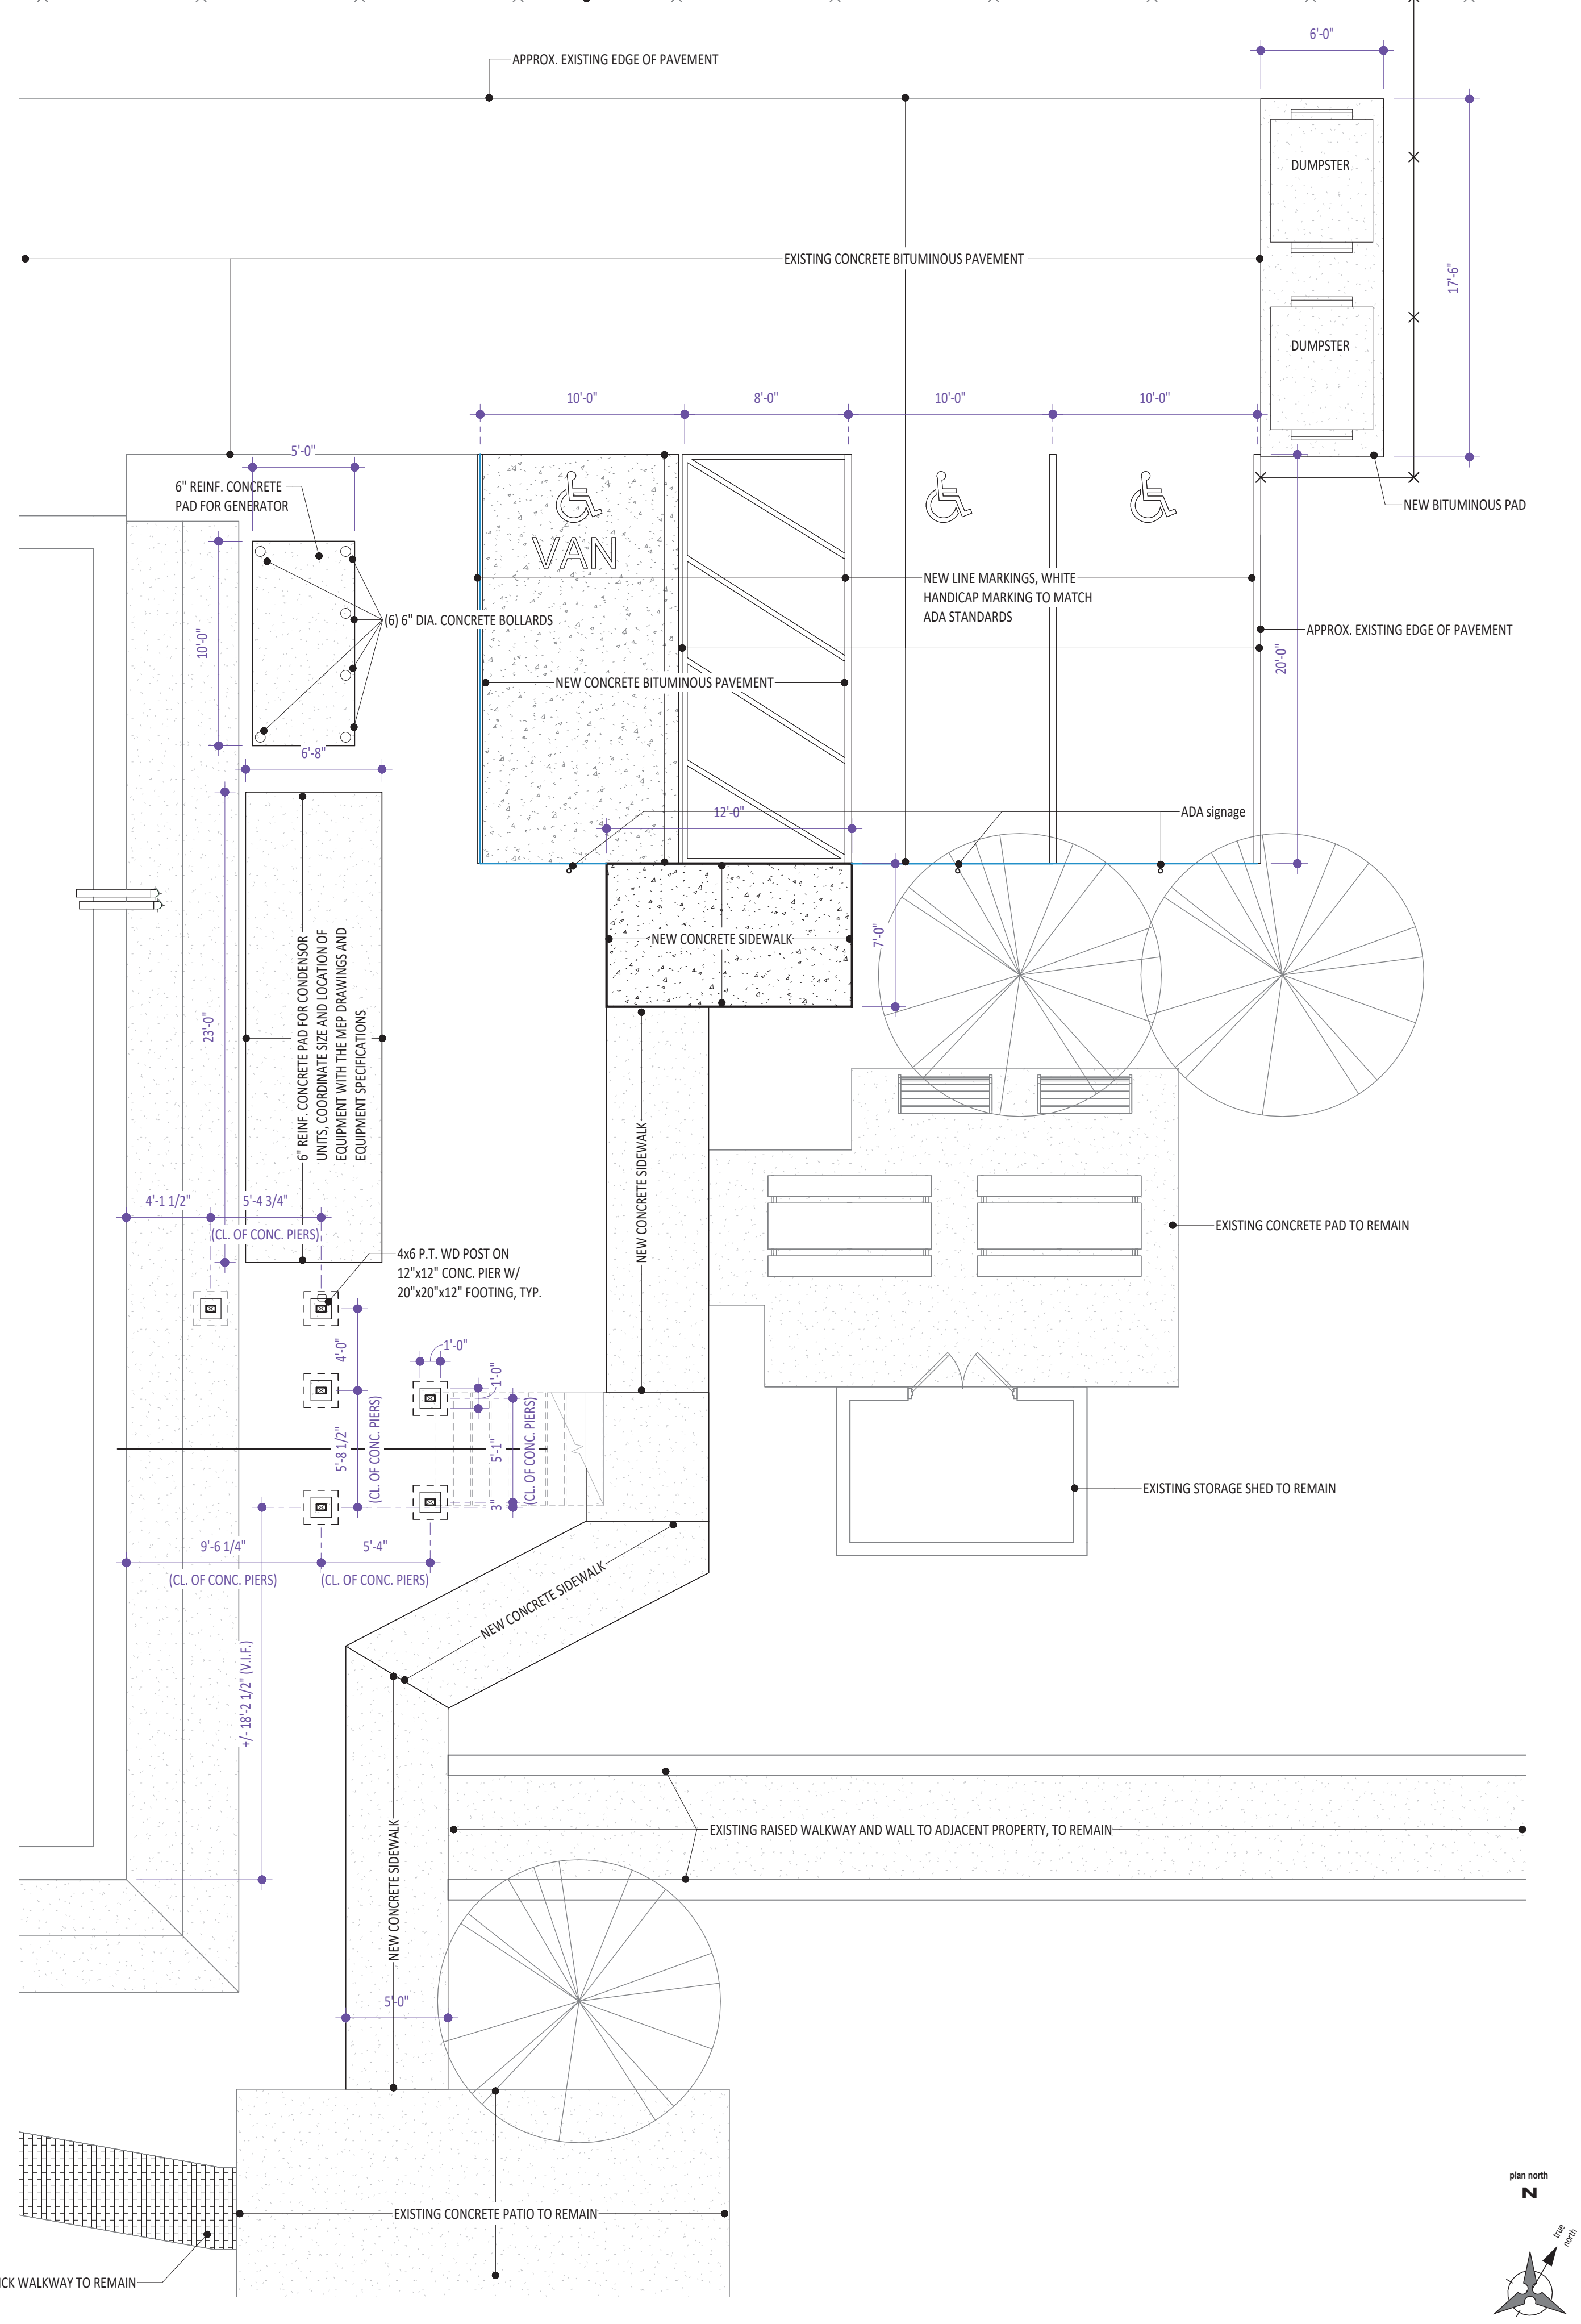 6'-0"
APPROX. EXISTING EDGE OF PAVEMENT
DUMPSTER
EXISTING CONCRETE BITUMINOUS PAVEMENT
17'-6"
DUMPSTER
10'-0"
8'-0"
10'-0"
10'-0"
5'-0"
6" REINF. CONCRETE
PAD FOR GENERATOR
NEW BITUMINOUS PAD
VAN
NEW LINE MARKINGS, WHITE
HANDICAP MARKING TO MATCH
ADA STANDARDS
10'-0"
(6) 6" DIA. CONCRETE BOLLARDS
APPROX. EXISTING EDGE OF PAVEMENT
20'-0"
NEW CONCRETE BITUMINOUS PAVEMENT
6'-8"
12'-0"
ADA signage
NEW CONCRETE SIDEWALK
7'-0"
23'-0"
6" REINF. CONCRETE PAD FOR CONDENSOR
UNITS, COORDINATE SIZE AND LOCATION OF
EQUIPMENT WITH THE MEP DRAWINGS AND
EQUIPMENT SPECIFICATIONS
NEW CONCRETE SIDEWALK
4'-1 1/2"
5'-4 3/4"
(CL. OF CONC. PIERS)
EXISTING CONCRETE PAD TO REMAIN
4x6 P.T. WD POST ON
12"x12" CONC. PIER W/
20"x20"x12" FOOTING, TYP.
4'-0"
1'-0"
1'-0"
5'-8 1/2"
(CL. OF CONC. PIERS)
5'-1"
(CL. OF CONC. PIERS)
3"
EXISTING STORAGE SHED TO REMAIN
9'-6 1/4"
5'-4"
(CL. OF CONC. PIERS)
(CL. OF CONC. PIERS)
NEW CONCRETE SIDEWALK
+/- 18'-2 1/2" (V.I.F.)
EXISTING RAISED WALKWAY AND WALL TO ADJACENT PROPERTY, TO REMAIN
NEW CONCRETE SIDEWALK
5'-0"
EXISTING CONCRETE PATIO TO REMAIN
ICK WALKWAY TO REMAIN
plan north
N
true
north